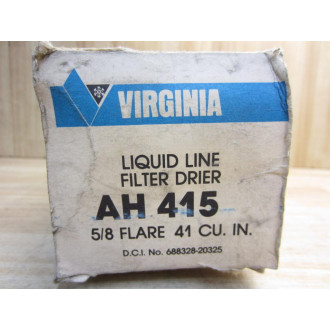 VIRGINIA
LIQUID LINE
FILTER DRIER
AH 415
5/8 FLARE 41 CU. IN.
D.C.I. No. 688328-20325